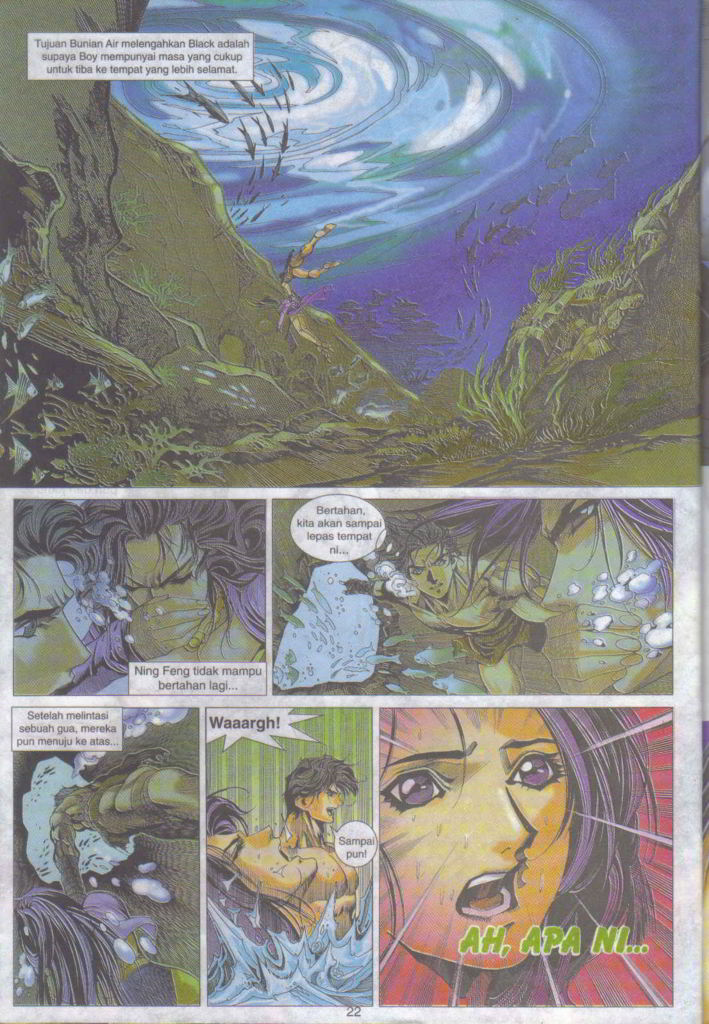 Tujuan Bunian Air melengahkan Black adalah
supaya Boy mempunyai masa yang cukup
untuk tiba ke tempat yang lebih selamat.
Ning Feng tidak mampu
bertahan lagi...
Bertahan,
kita akan sampai
lepas tempat
ni...
Setelah melintasi
sebuah gua, mereka
pun menuju ke atas...
Waaargh!
Sampai
pun!
AH, APA NI...
22